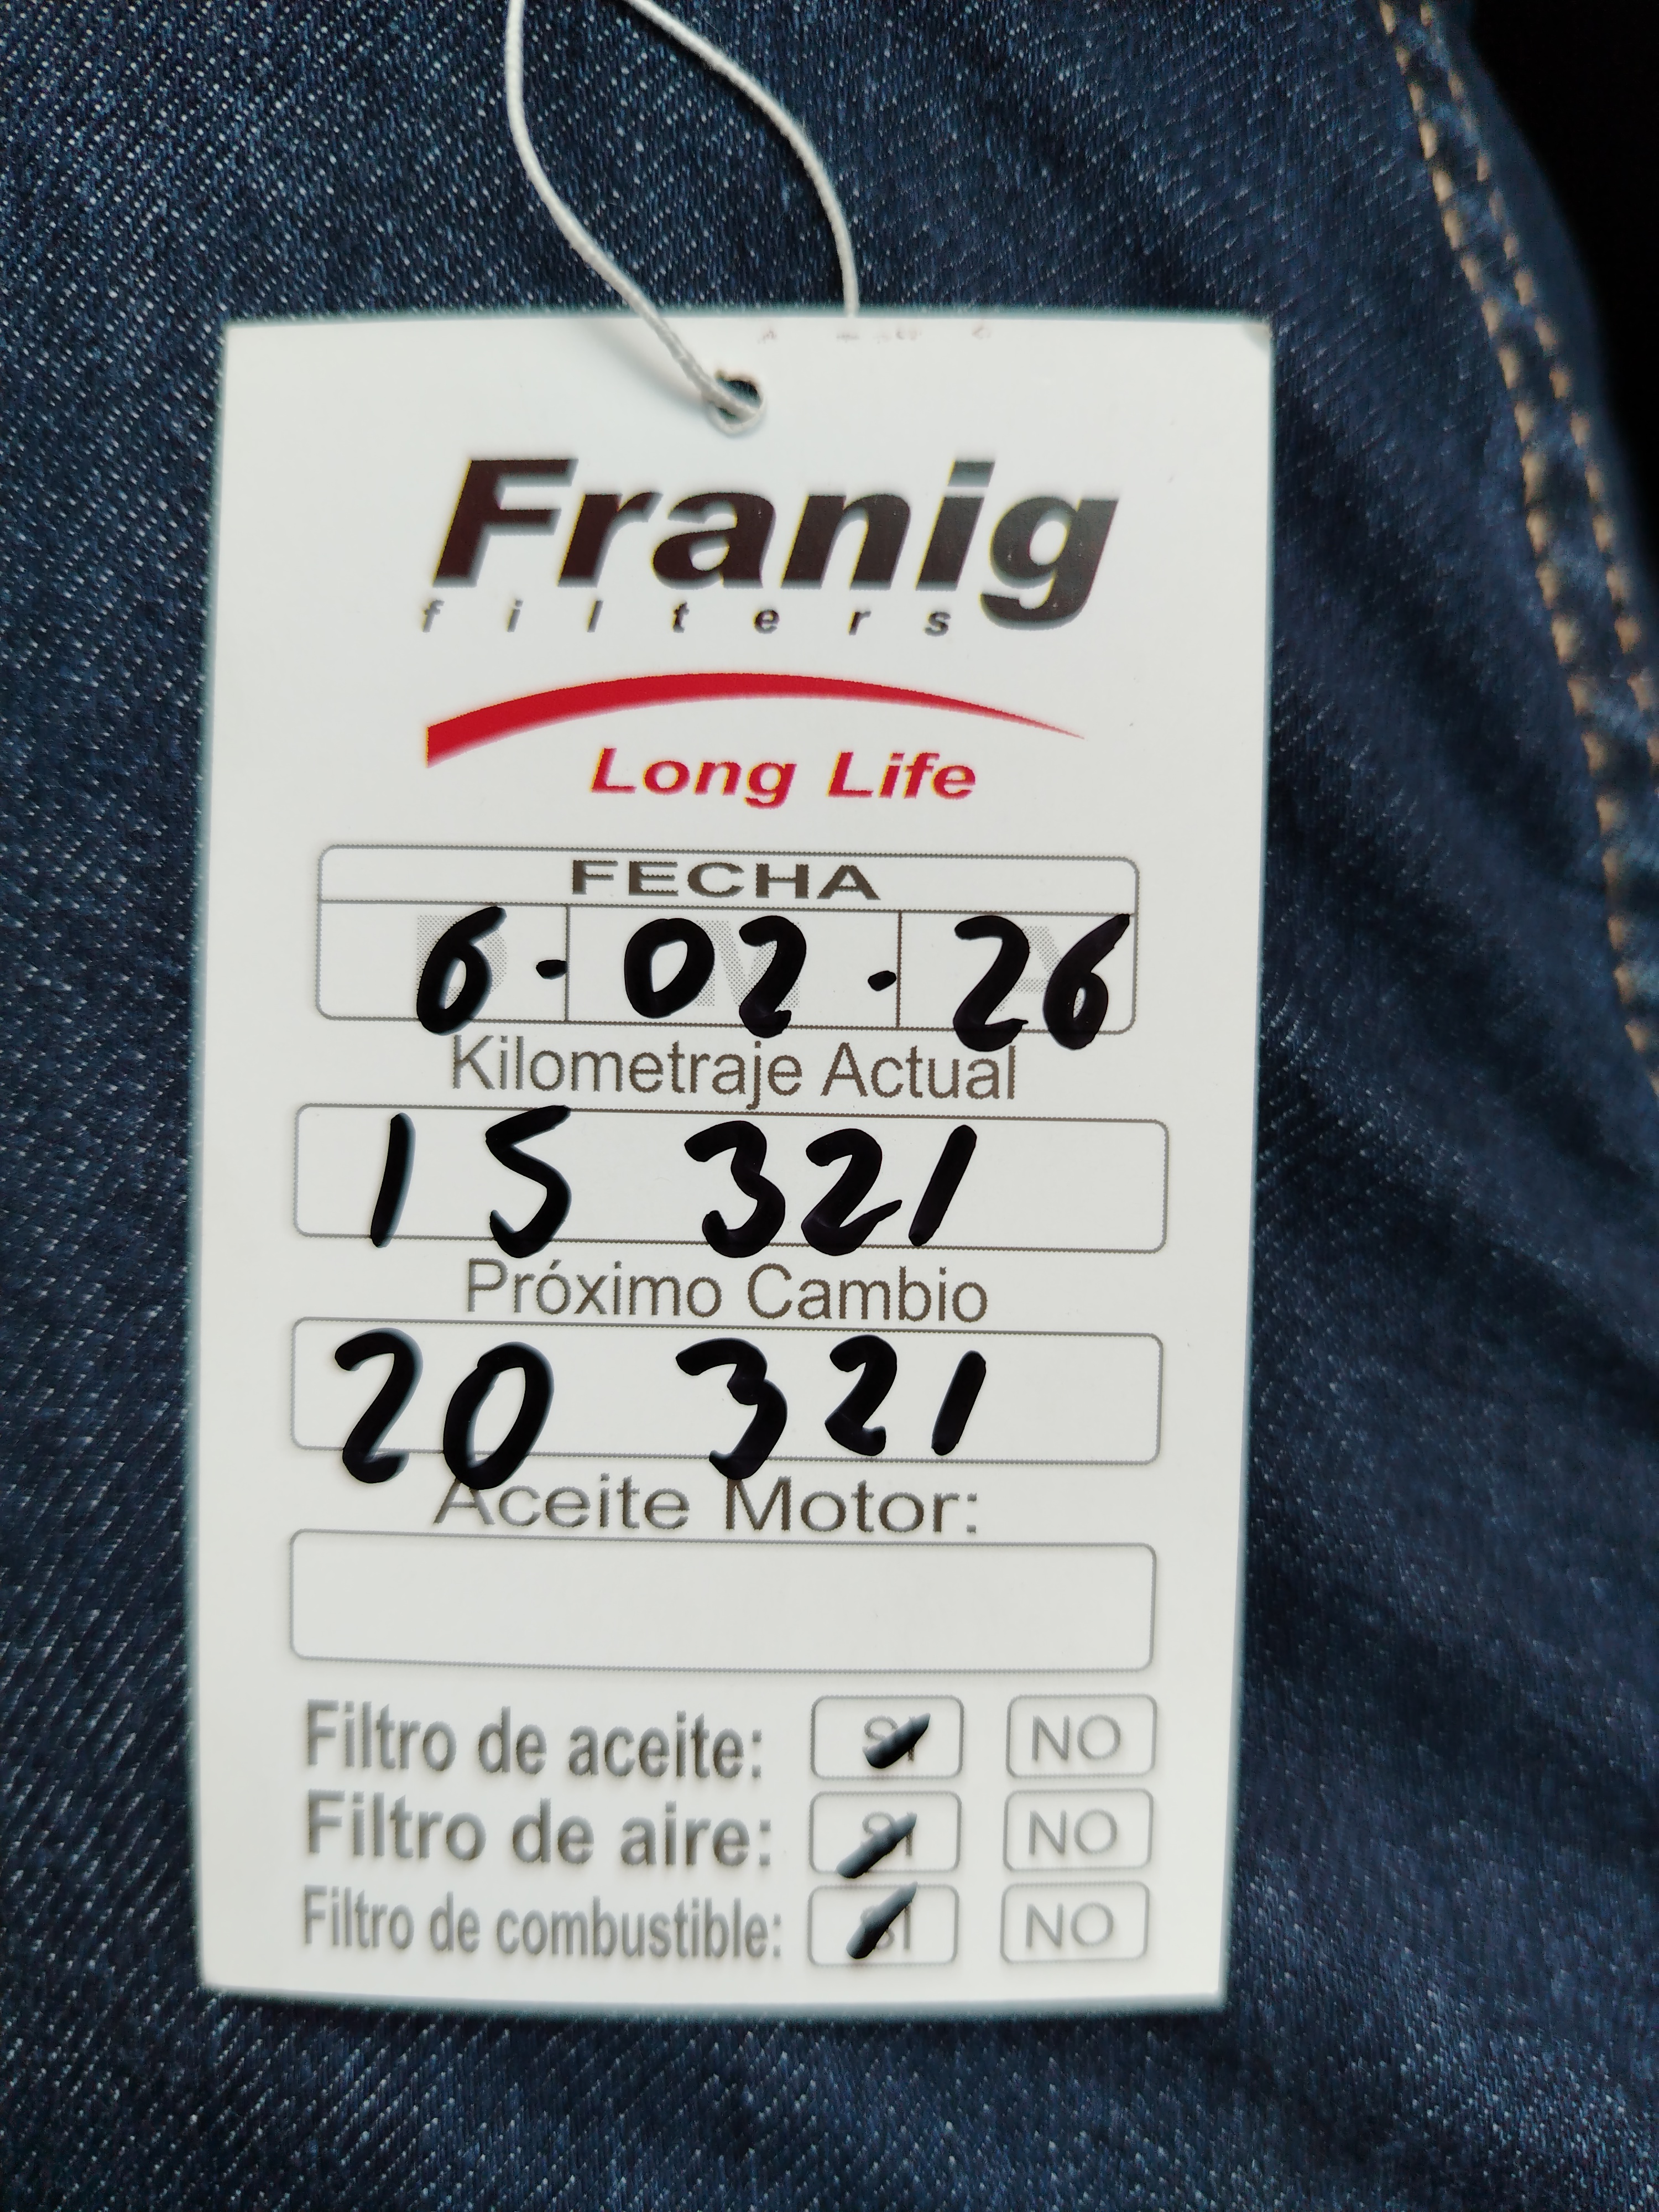 Franig
filters
Long Life
FECHA
6 · 02 · 26
Kilometraje Actual
15 321
Próximo Cambio
20 321
Aceite Motor:
Filtro de aceite: SI NO
Filtro de aire: SI NO
Filtro de combustible: SI NO